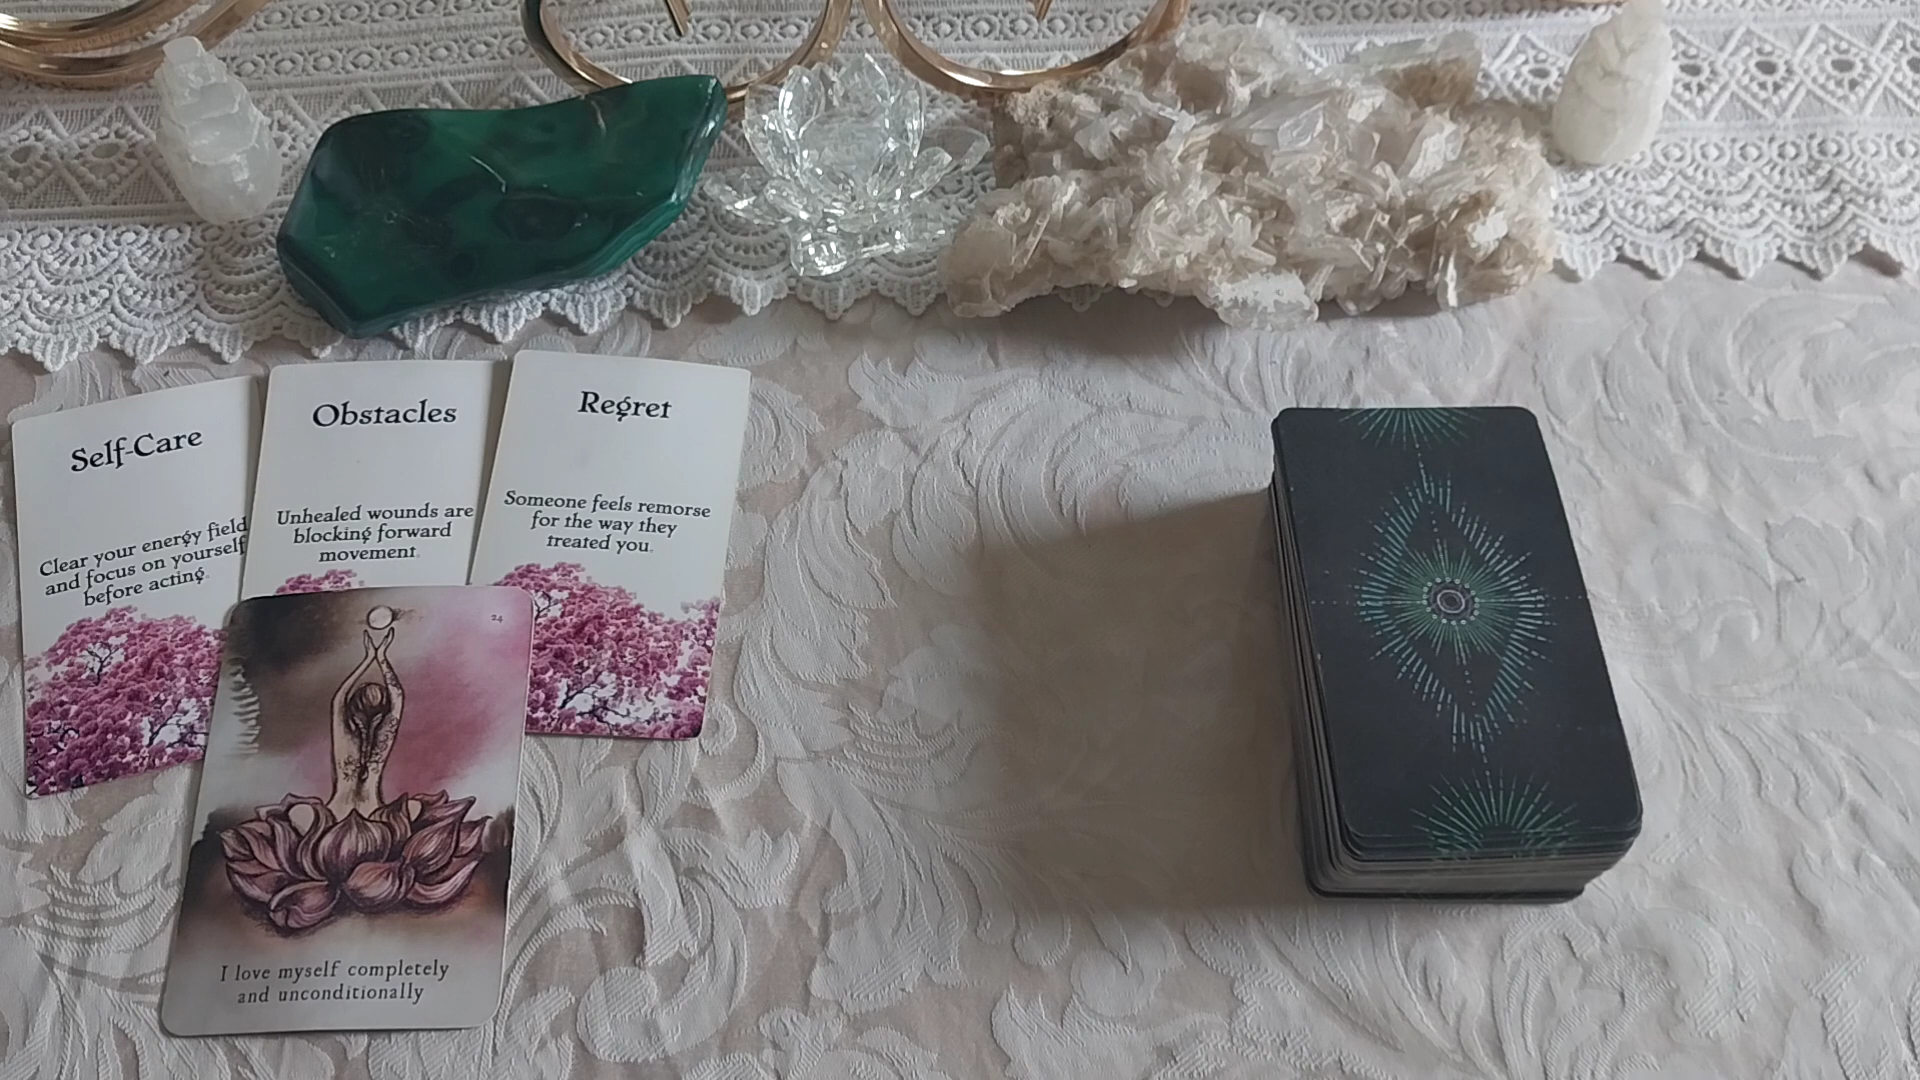 Self-Care
Clear your energy field
and focus on yourself
before acting.
Obstacles
Unhealed wounds are
blocking forward
movement.
Regret
Someone feels remorse
for the way they
treated you.
24
I love myself completely
and unconditionally